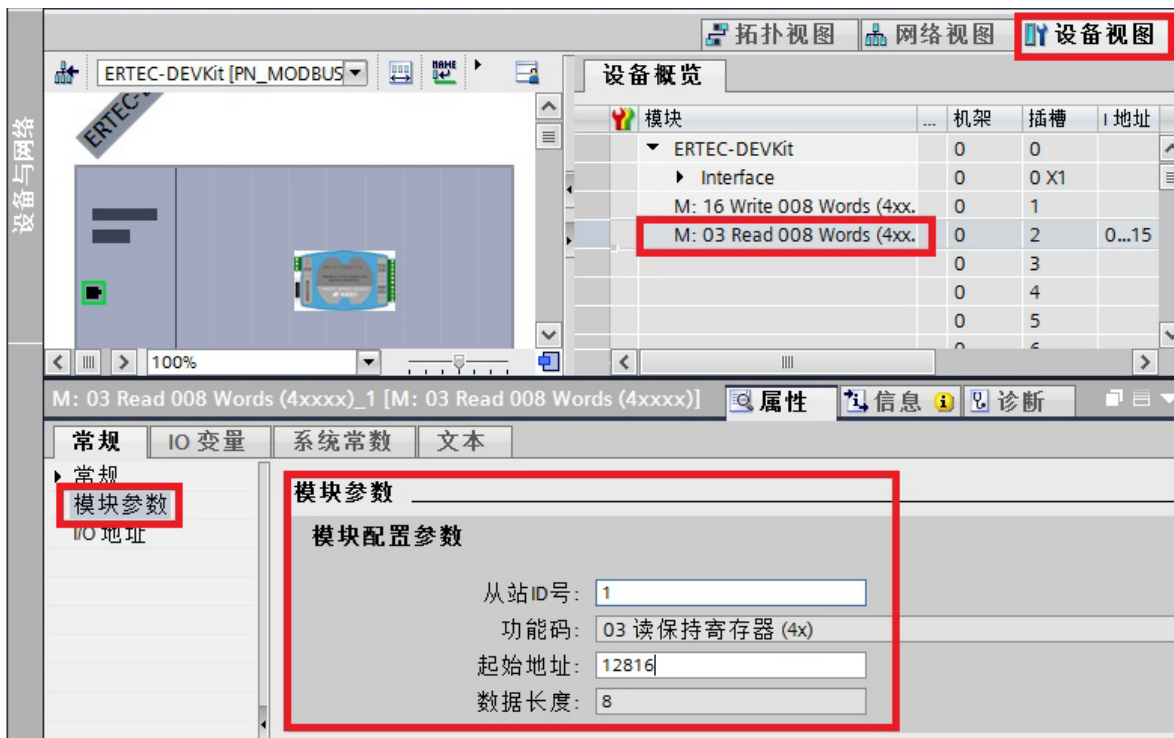 拓扑视图 网络视图 设备视图
ERTEC-DEVKit [PN_MODBUS
设备概览
模块 ... 机架 插槽 I 地址
ERTEC-DEVKit 0 0
Interface 0 0 X1
M: 16 Write 008 Words (4xx. 0 1
M: 03 Read 008 Words (4xx. 0 2 0...15
0 3
0 4
0 5
设备与网络
100%
M: 03 Read 008 Words (4xxxx)_1 [M: 03 Read 008 Words (4xxxx)] 属性 信息 诊断
常规 IO 变量 系统常数 文本
常规
模块参数
I/O 地址
模块参数
模块配置参数
从站ID号: 1
功能码: 03 读保持寄存器 (4x)
起始地址: 12816
数据长度: 8